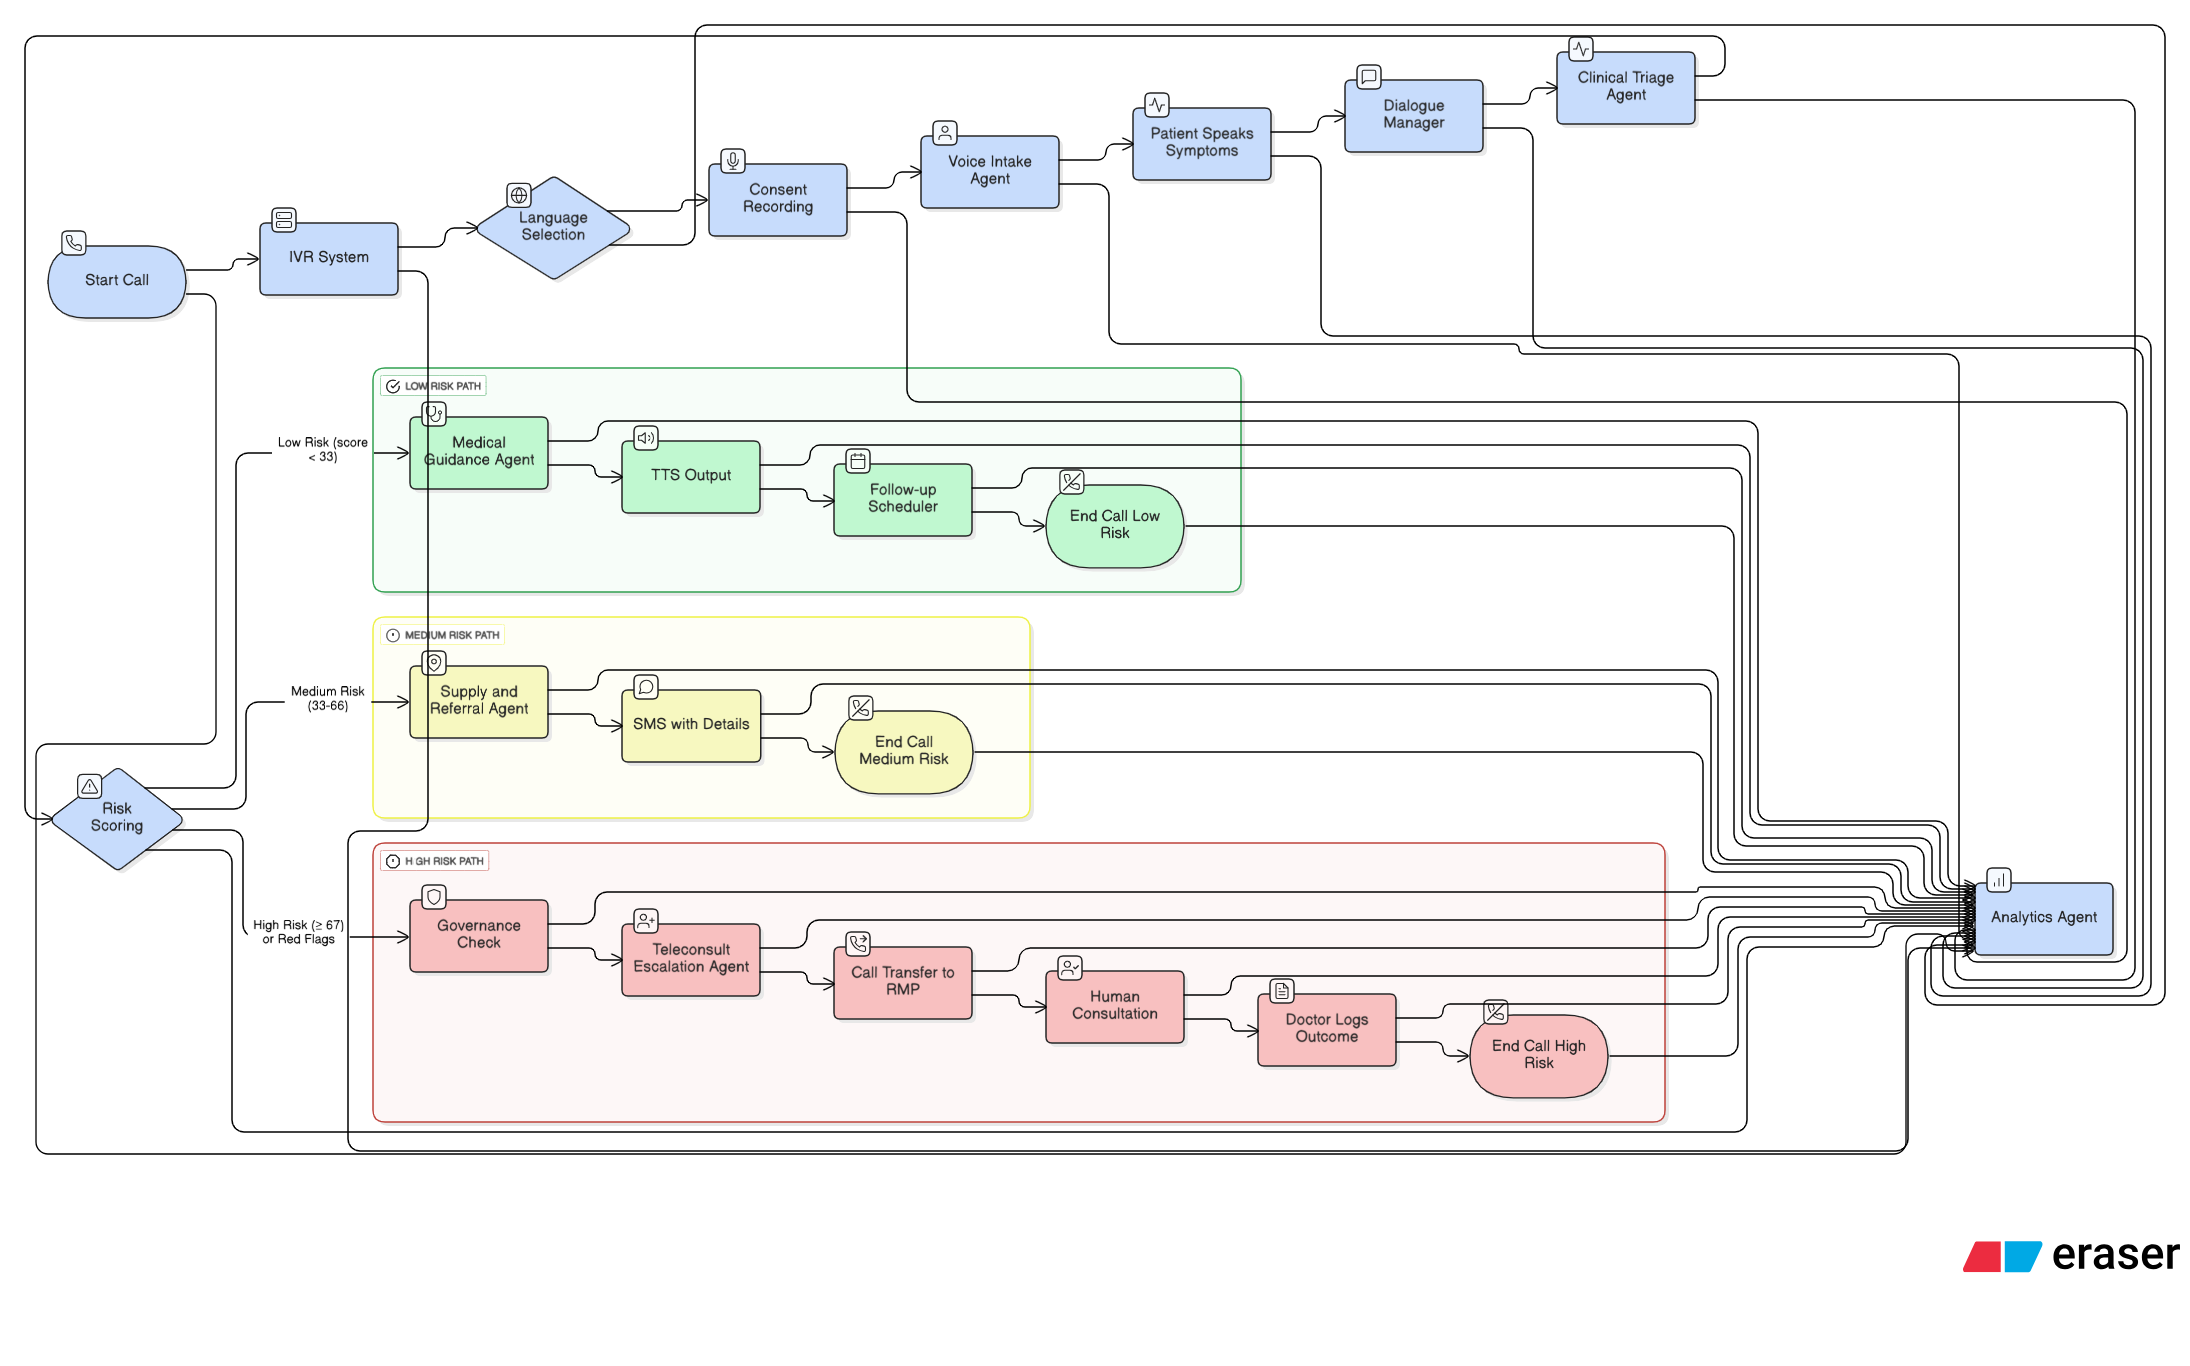 Clinical Triage
Agent
Dialogue
Manager
Patient Speaks
Symptoms
Voice Intake
Agent
Consent
Recording
Language
Selection
IVR System
Start Call
LOW RISK PATH
Low Risk (score
< 33)
Medical
Guidance Agent
TTS Output
Follow-up
Scheduler
End Call Low
Risk
MEDIUM RISK PATH
Medium Risk
(33-66)
Supply and
Referral Agent
SMS with Details
End Call
Medium Risk
Risk
Scoring
H GH RISK PATH
High Risk (≥ 67)
or Red Flags
Governance
Check
Teleconsult
Escalation Agent
Call Transfer to
RMP
Human
Consultation
Doctor Logs
Outcome
End Call High
Risk
Analytics Agent
eraser